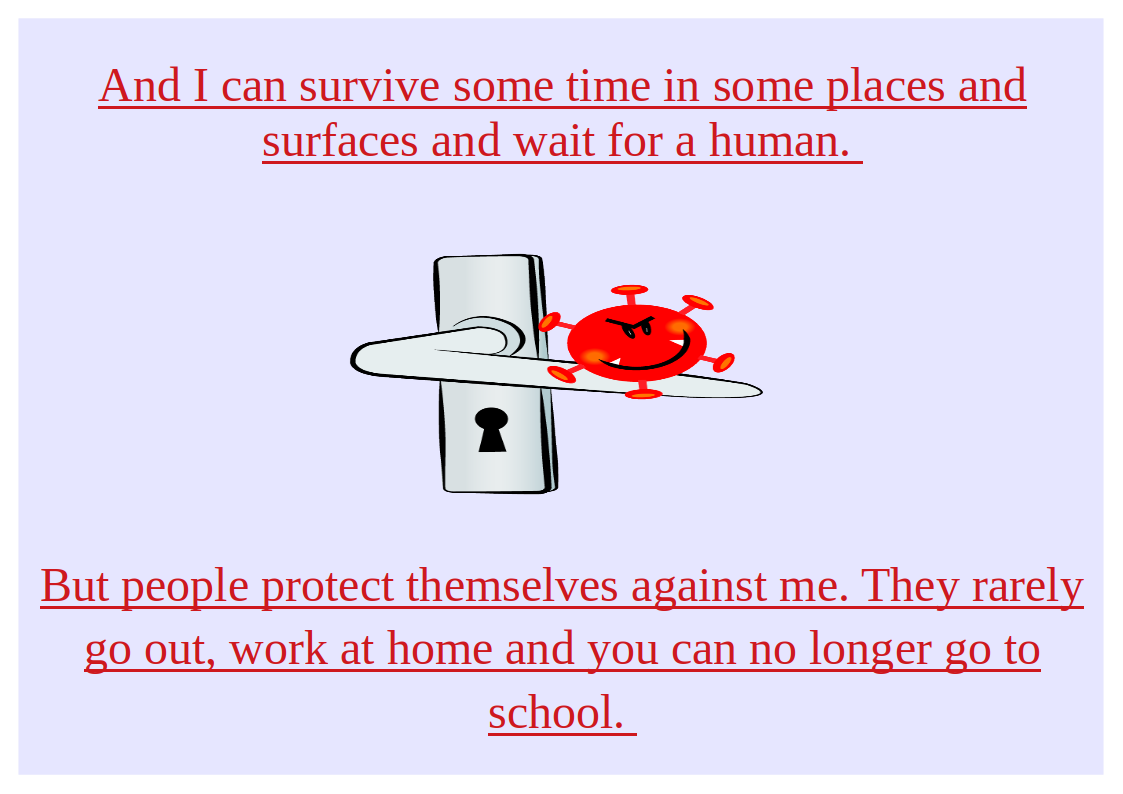 And I can survive some time in some places and
surfaces and wait for a human.
But people protect themselves against me. They rarely
go out, work at home and you can no longer go to
school.